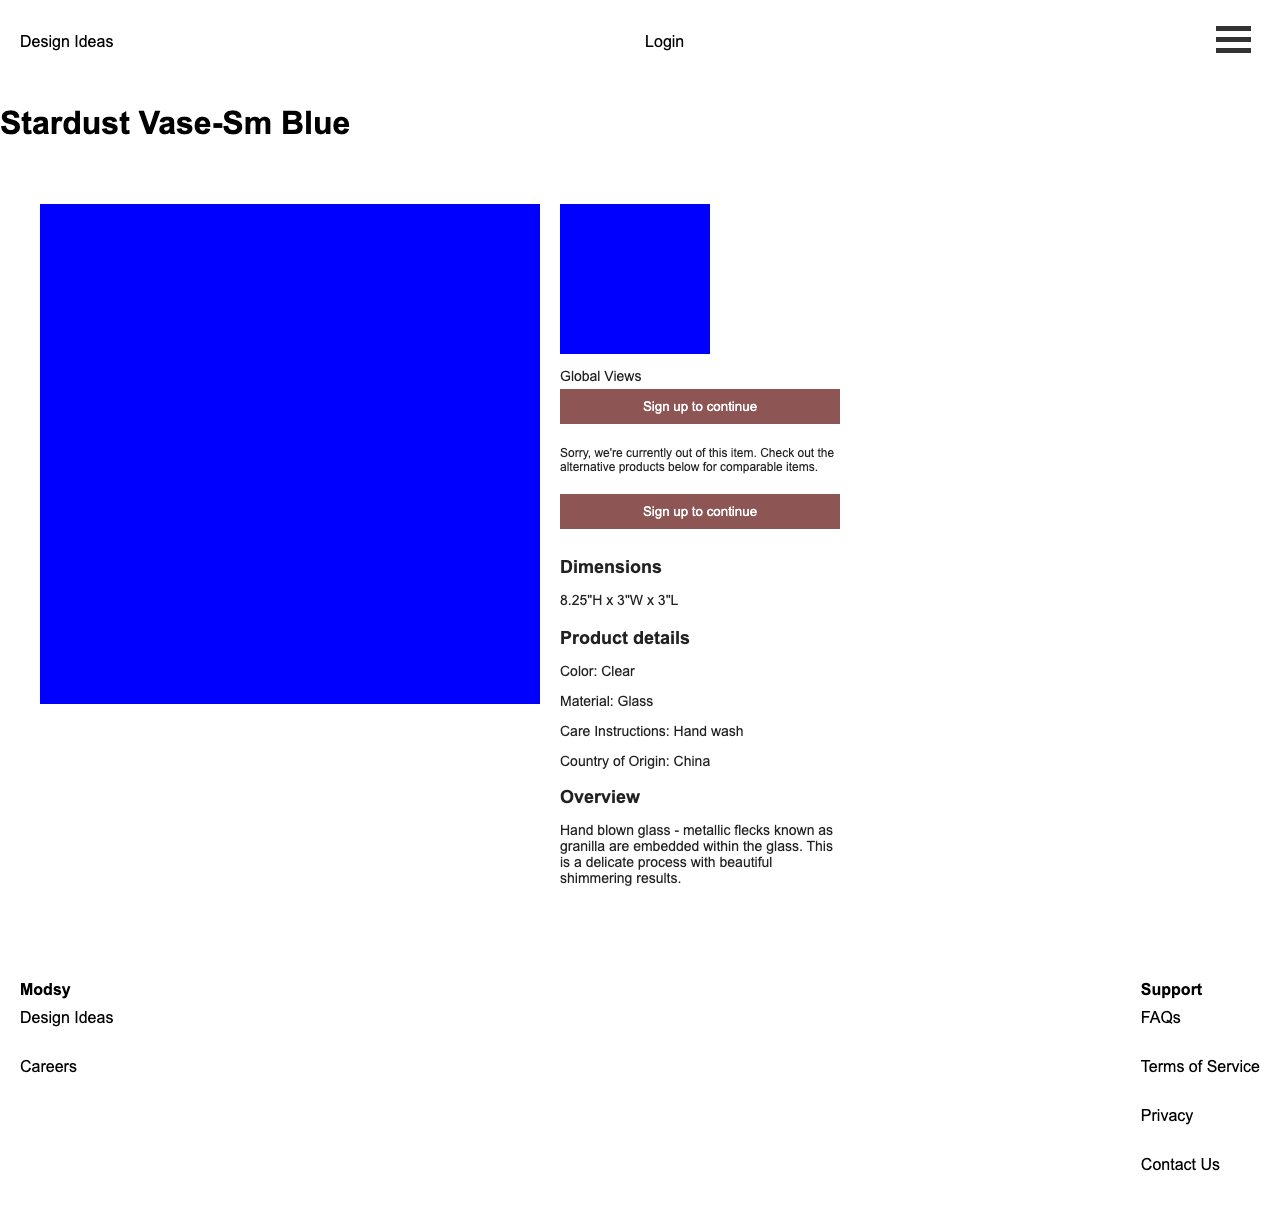 Design Ideas
Login
Stardust Vase-Sm Blue
Global Views
Sign up to continue
Sorry, we're currently out of this item. Check out the
alternative products below for comparable items.
Sign up to continue
Dimensions
8.25"H x 3"W x 3"L
Product details
Color: Clear
Material: Glass
Care Instructions: Hand wash
Country of Origin: China
Overview
Hand blown glass - metallic flecks known as
granilla are embedded within the glass. This
is a delicate process with beautiful
shimmering results.
Modsy
Design Ideas
Careers
Support
FAQs
Terms of Service
Privacy
Contact Us